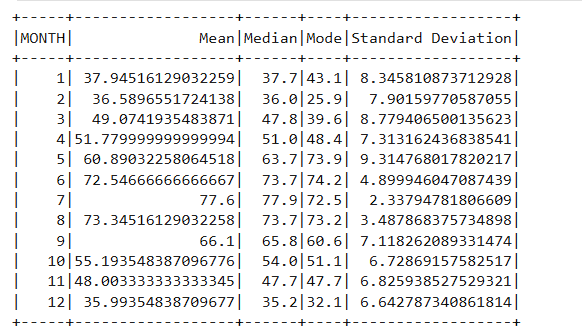 +-----+-----------------+------+----+------------------+
|MONTH|             Mean|Median|Mode|Standard Deviation|
+-----+-----------------+------+----+------------------+
|    1| 37.94516129032259|  37.7|43.1| 8.345810873712928|
|    2|  36.5896551724138|  36.0|25.9|  7.90159770587055|
|    3|  49.0741935483871|  47.8|39.6| 8.779406500135623|
|    4|51.779999999999994|  51.0|48.4| 7.313162436838541|
|    5| 60.89032258064518|  63.7|73.9| 9.314768017820217|
|    6| 72.54666666666667|  73.7|74.2| 4.899946047087439|
|    7|              77.6|  77.9|72.5|  2.33794781806609|
|    8| 73.34516129032258|  73.7|73.2| 3.487868375734898|
|    9|              66.1|  65.8|60.6| 7.118262089331474|
|   10|55.193548387096776|  54.0|51.1|  6.72869157582517|
|   11|48.003333333333345|  47.7|47.7| 6.825938527529321|
|   12| 35.99354838709677|  35.2|32.1| 6.642787340861814|
+-----+-----------------+------+----+------------------+